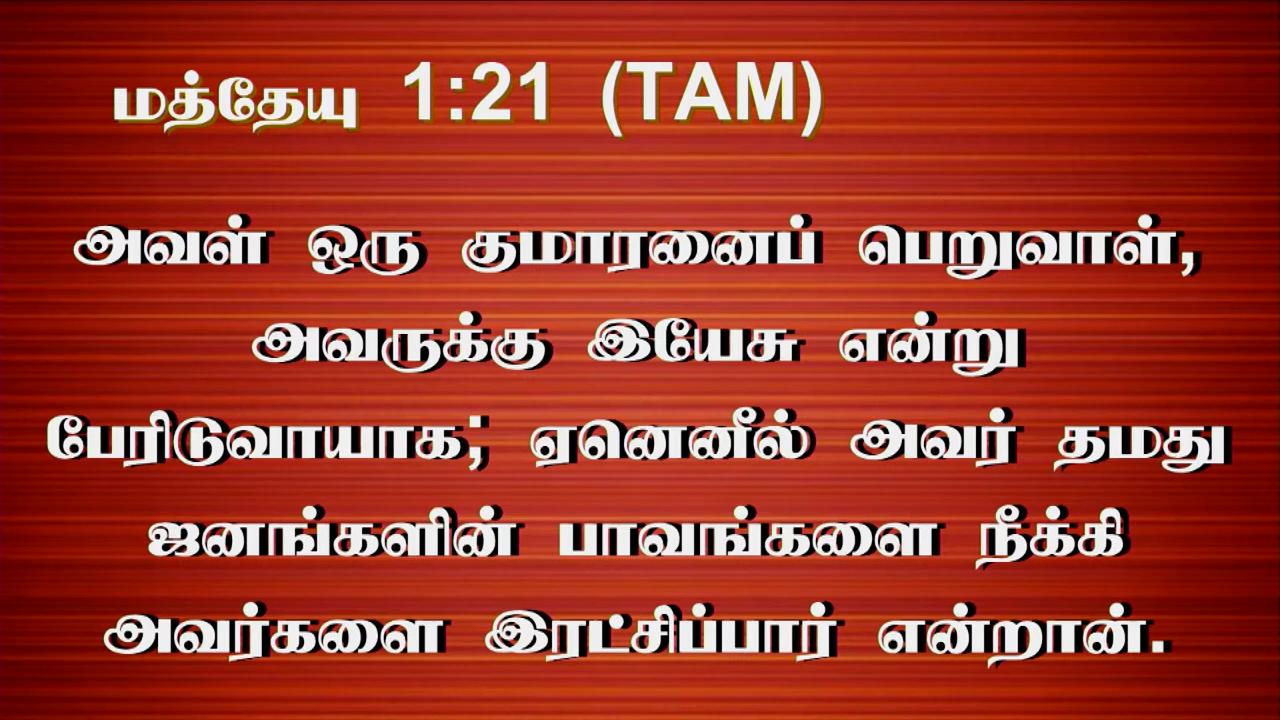 மத்தேயு 1:21 (TAM)
அவள் ஒரு குமாரனைப் பெறுவாள்,
அவருக்கு இயேசு என்று
பேரிடுவாயாக; ஏனெனீல் அவர் தமது
ஜனங்களின் பாவங்களை நீக்கி
அவர்களை இரட்சிப்பார் என்றான்.